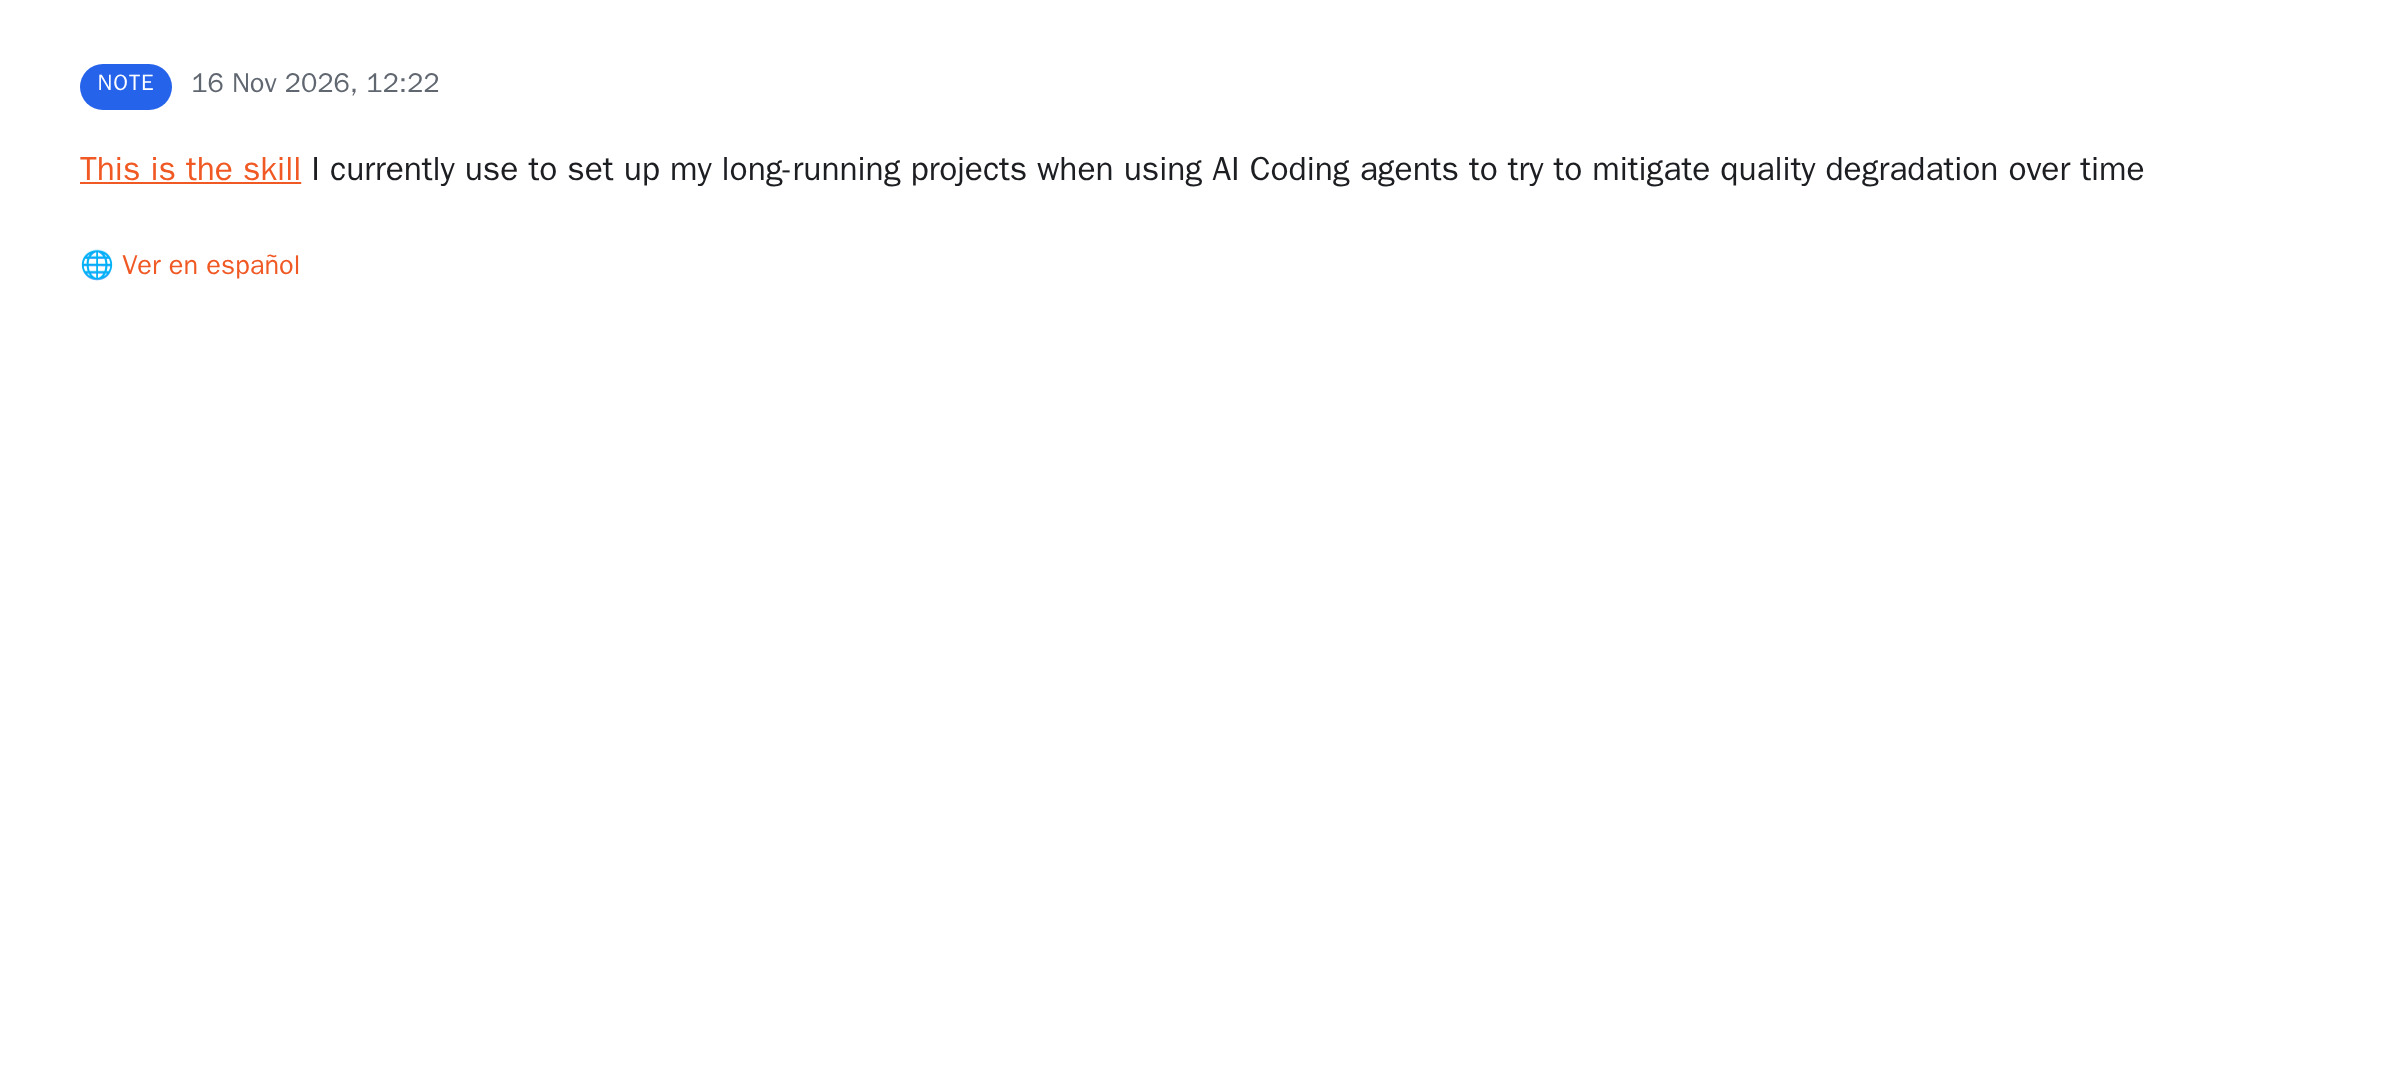 NOTE 16 Nov 2026, 12:22
This is the skill I currently use to set up my long-running projects when using AI Coding agents to try to mitigate quality degradation over time
Ver en español